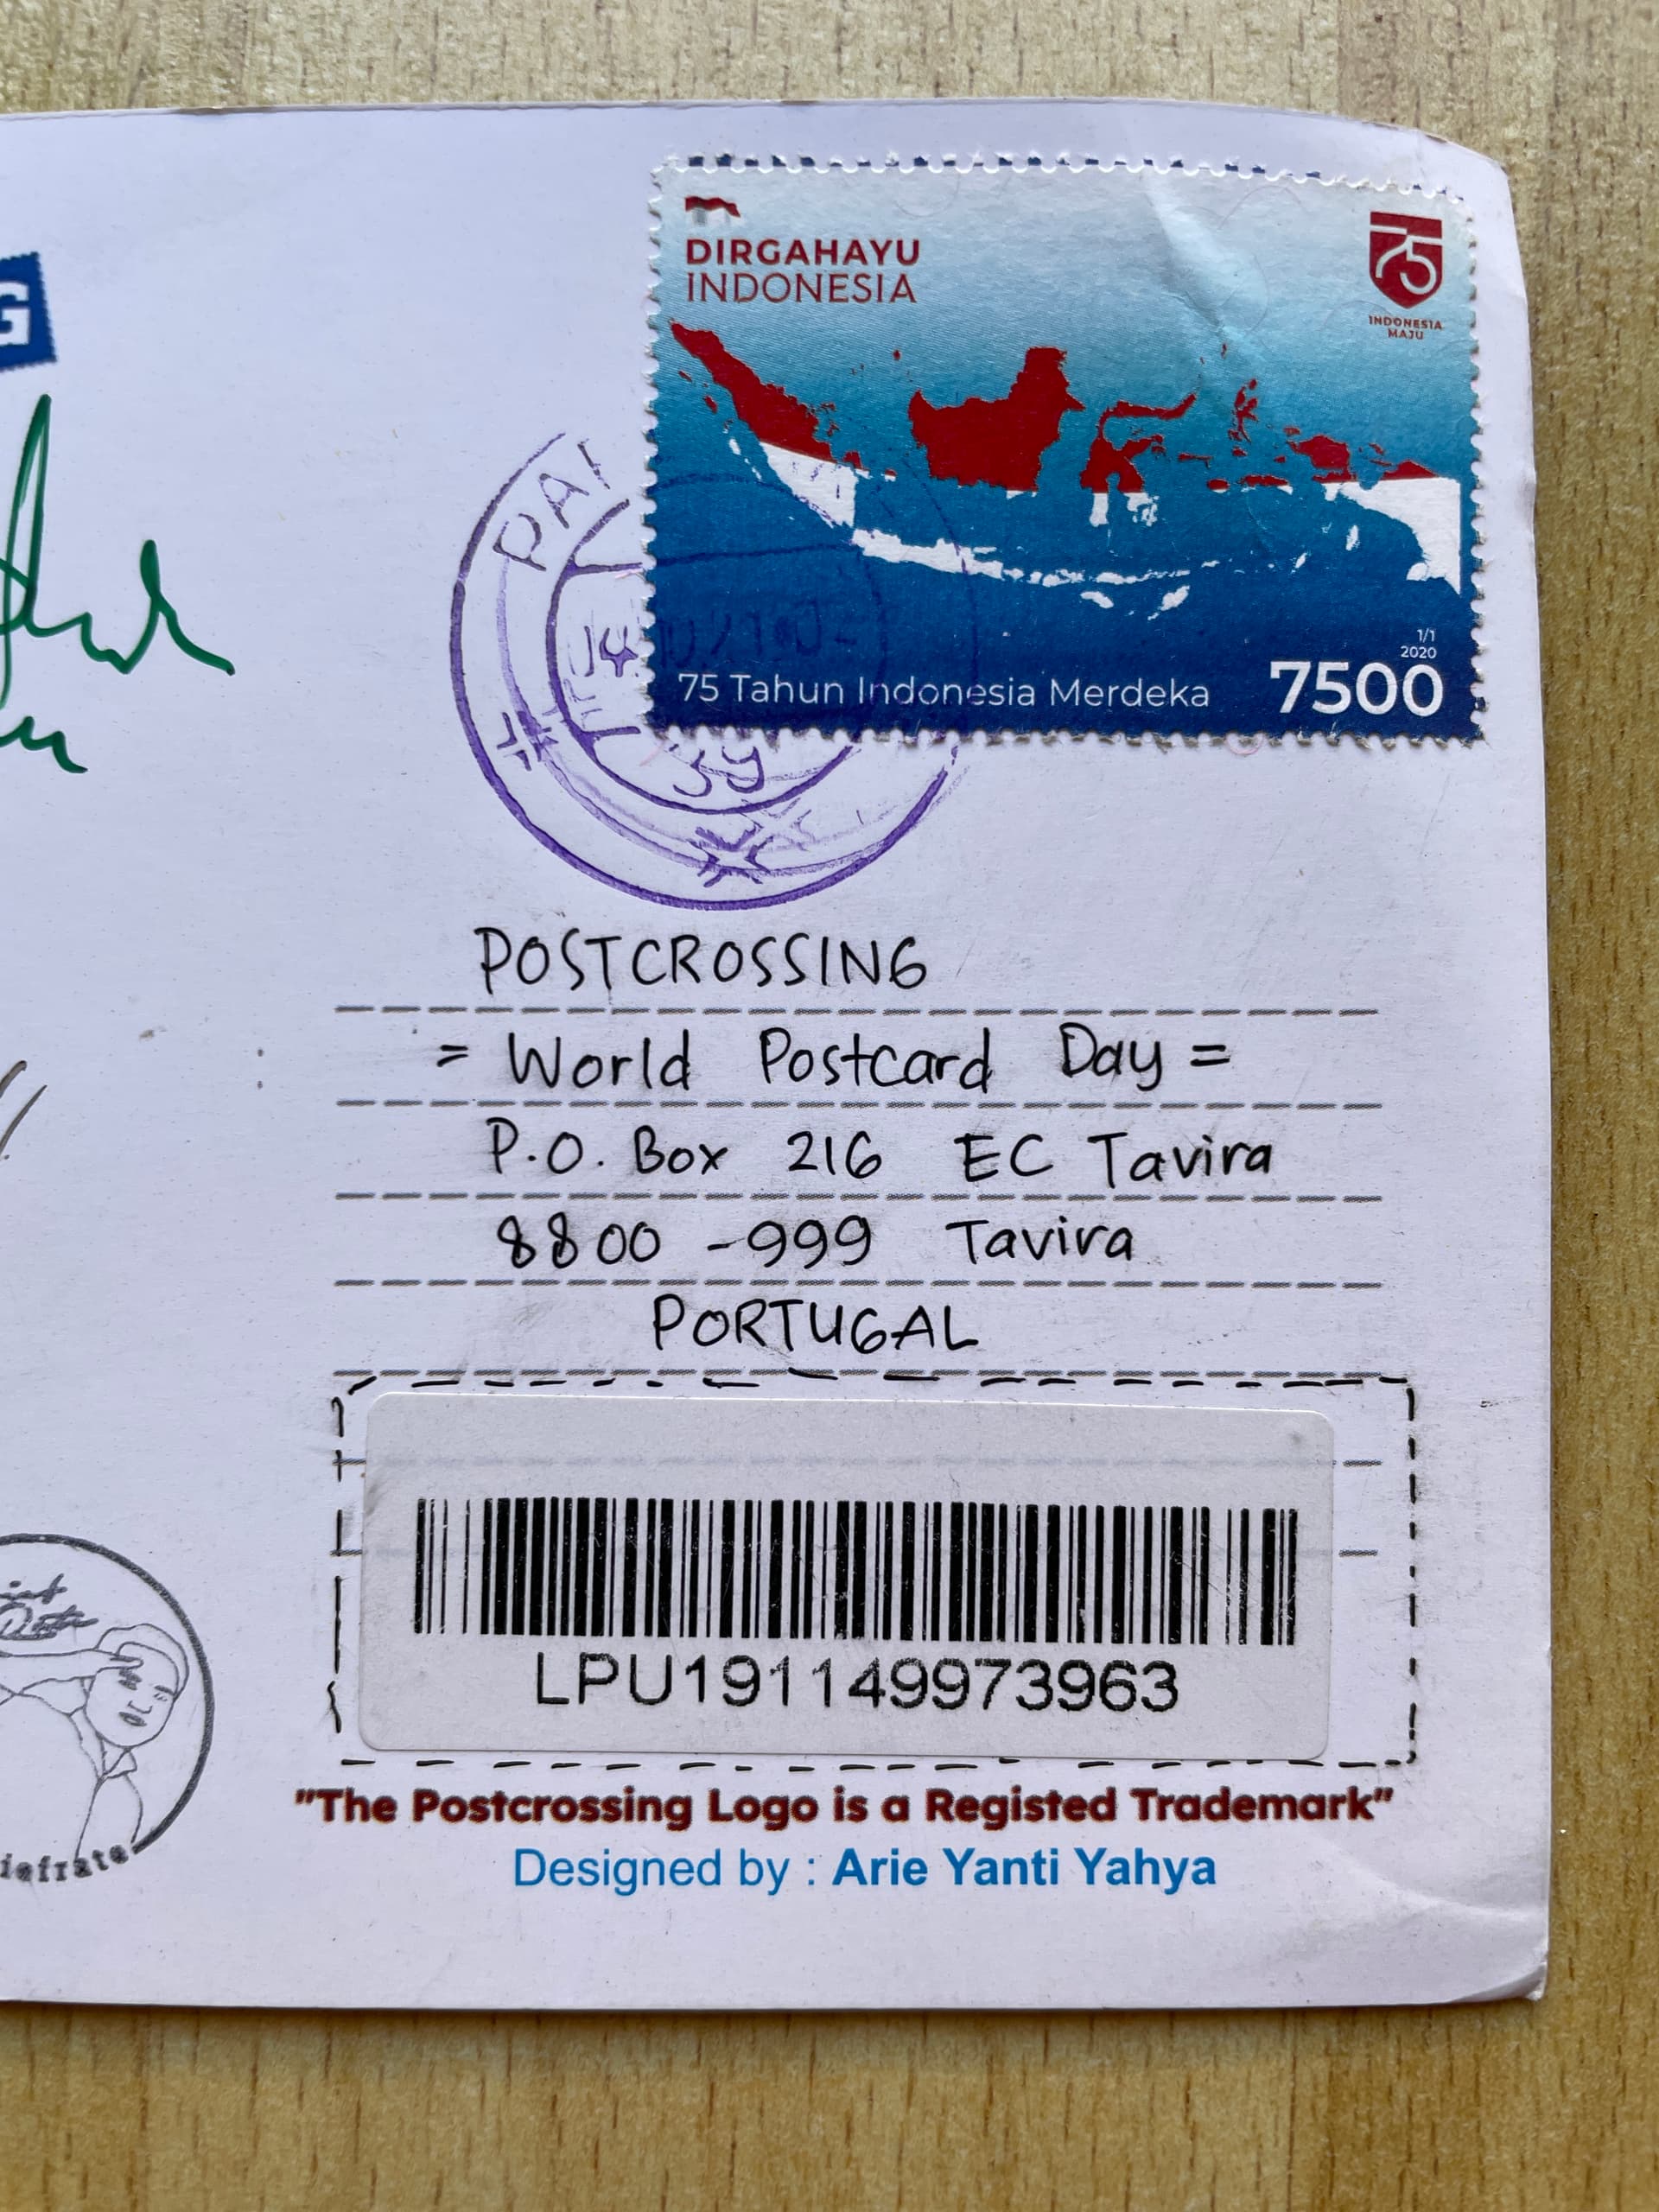 DIRGAHAYU
INDONESIA
75
INDONESIA
MAJU
1/1
2020
75 Tahun Indonesia Merdeka 7500
POSTCROSSING
= World Postcard Day =
P.O. Box 216 EC Tavira
8800 -999 Tavira
PORTUGAL
LPU191149973963
"The Postcrossing Logo is a Registed Trademark"
Designed by : Arie Yanti Yahya